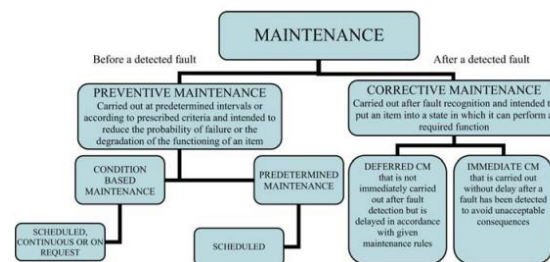 MAINTENANCE
Before a detected fault
After a detected fault
PREVENTIVE MAINTENANCE
Carried out at predetermined intervals or
according to prescribed criteria and intended to
reduce the probability of failure or the
degradation of the functioning of an item
CORRECTIVE MAINTENANCE
Carried out after fault recognition and intended to
put an item into a state in which it can perform a
required function
CONDITION
BASED
MAINTENANCE
PREDETERMINED
MAINTENANCE
DEFERRED CM
that is not
immediately carried
out after fault
detection but is
delayed in accordance
with given
maintenance rules
IMMEDIATE CM
that is carried out
without delay after a
fault has been detected
to avoid unacceptable
consequences
SCHEDULED,
CONTINUOUS OR ON
REQUEST
SCHEDULED